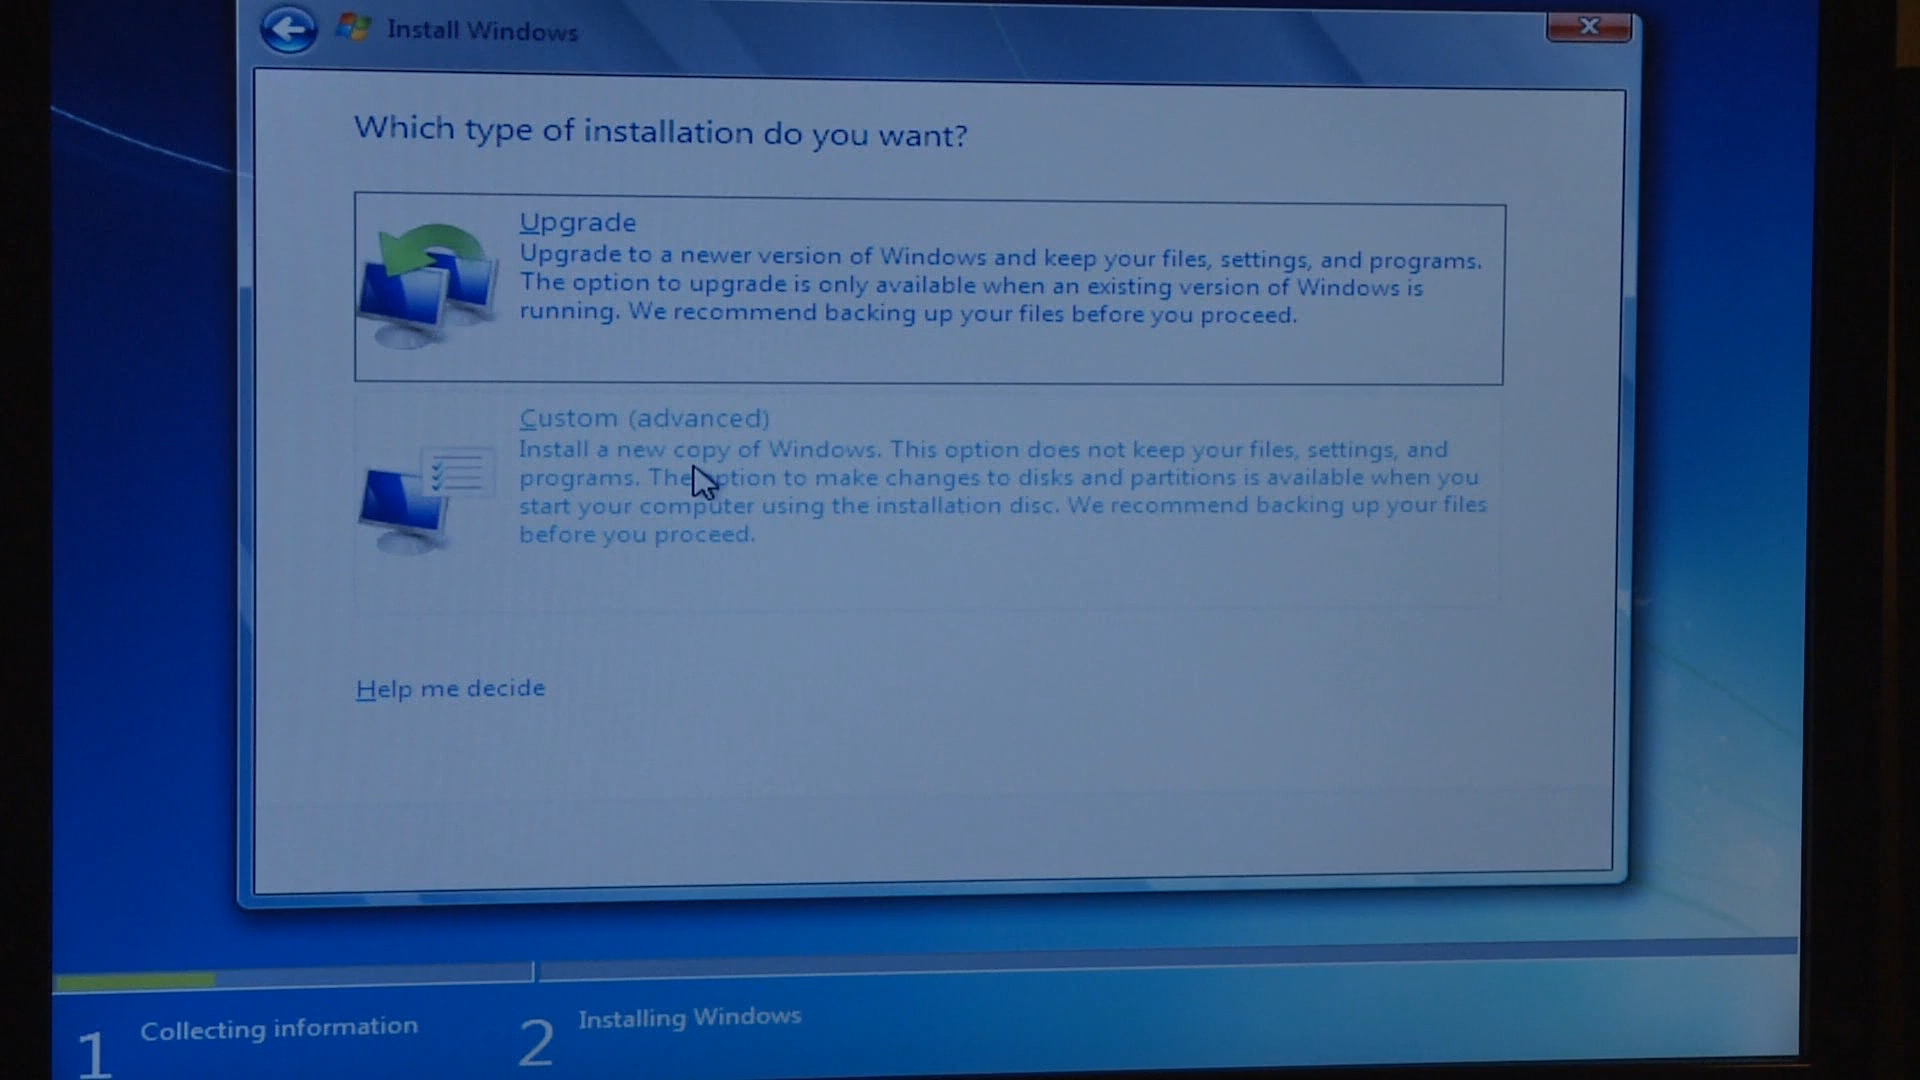 Install Windows
Which type of installation do you want?
Upgrade
Upgrade to a newer version of Windows and keep your files, settings, and programs.
The option to upgrade is only available when an existing version of Windows is
running. We recommend backing up your files before you proceed.
Custom (advanced)
Install a new copy of Windows. This option does not keep your files, settings, and
programs. The option to make changes to disks and partitions is available when you
start your computer using the installation disc. We recommend backing up your files
before you proceed.
Help me decide
1 Collecting information
2 Installing Windows